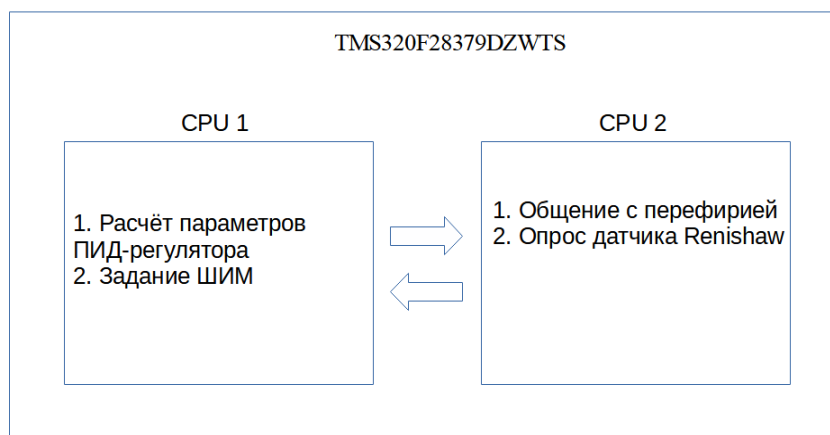 TMS320F28379DZWTS
CPU 1
1. Расчёт параметров
ПИД-регулятора
2. Задание ШИМ
CPU 2
1. Общение с переферией
2. Опрос датчика Renishaw